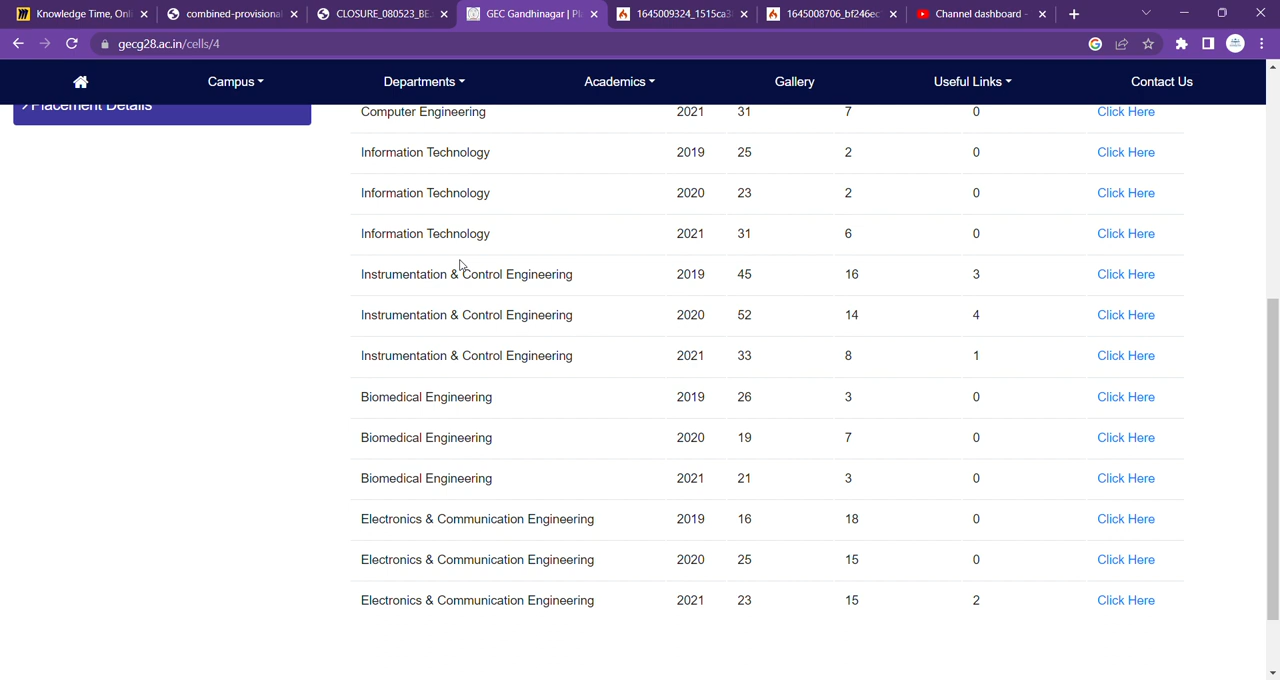 Knowledge Time, Onli
combined-provisional
CLOSURE_080523_BE.
GEC Gandhinagar | Pl
1645009324_1515ca3
1645008706_bf246ec
Channel dashboard -
gecg28.ac.in/cells/4
Campus Departments Academics Gallery Useful Links Contact Us
Placement Details
Computer Engineering 2021 31 7 0 Click Here
Information Technology 2019 25 2 0 Click Here
Information Technology 2020 23 2 0 Click Here
Information Technology 2021 31 6 0 Click Here
Instrumentation & Control Engineering 2019 45 16 3 Click Here
Instrumentation & Control Engineering 2020 52 14 4 Click Here
Instrumentation & Control Engineering 2021 33 8 1 Click Here
Biomedical Engineering 2019 26 3 0 Click Here
Biomedical Engineering 2020 19 7 0 Click Here
Biomedical Engineering 2021 21 3 0 Click Here
Electronics & Communication Engineering 2019 16 18 0 Click Here
Electronics & Communication Engineering 2020 25 15 0 Click Here
Electronics & Communication Engineering 2021 23 15 2 Click Here